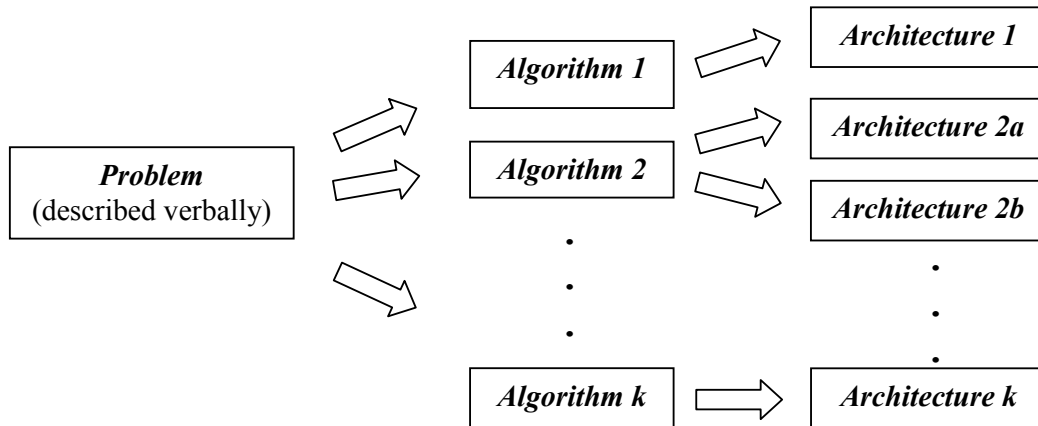 Problem
(described verbally)
Algorithm 1
Algorithm 2
Algorithm k
Architecture 1
Architecture 2a
Architecture 2b
Architecture k